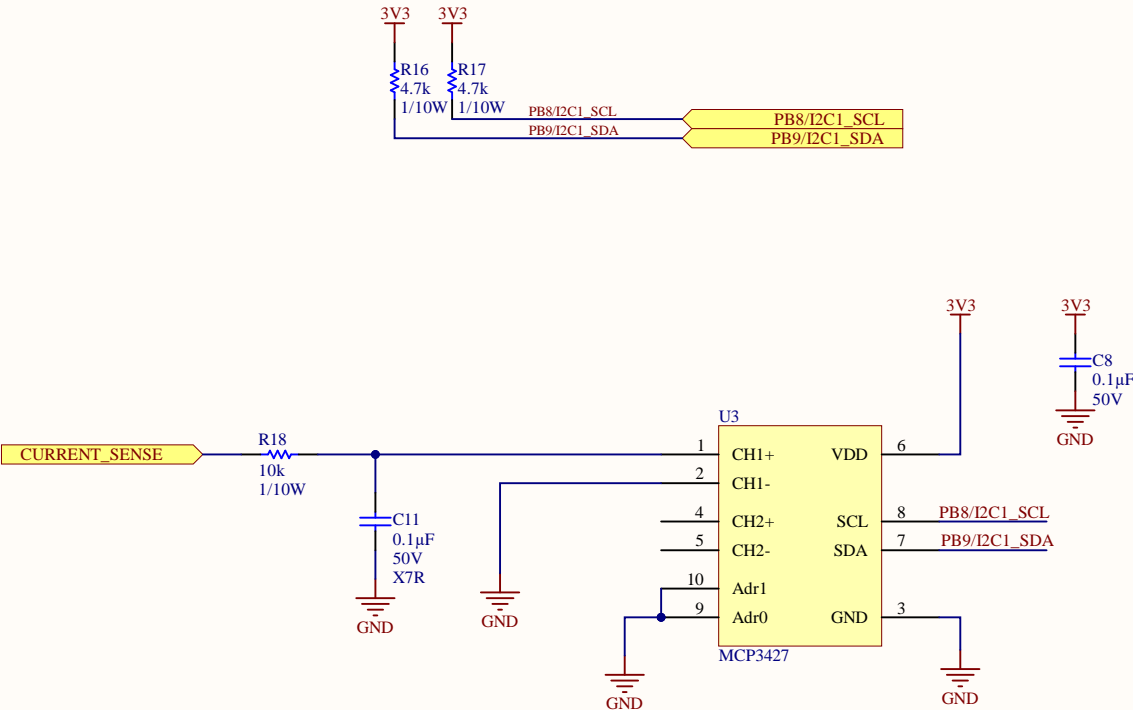 3V3
3V3
R16
4.7k
1/10W
R17
4.7k
1/10W
PB8/I2C1_SCL
PB9/I2C1_SDA
PB8/I2C1_SCL
PB9/I2C1_SDA
3V3
3V3
C8
0.1µF
50V
GND
CURRENT_SENSE
R18
10k
1/10W
C11
0.1µF
50V
X7R
GND
GND
U3
1
CH1+
2
CH1-
4
CH2+
5
CH2-
10
Adr1
9
Adr0
VDD
6
SCL
8
PB8/I2C1_SCL
SDA
7
PB9/I2C1_SDA
GND
3
MCP3427
GND
GND